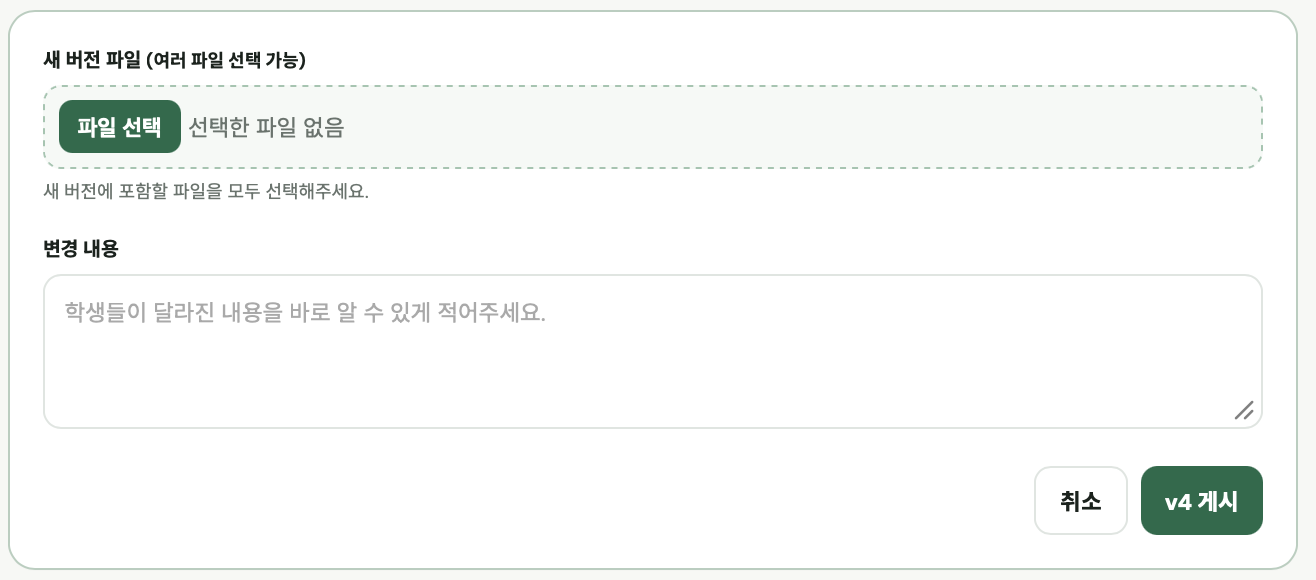 새 버전 파일 (여러 파일 선택 가능)
파일 선택 선택한 파일 없음
새 버전에 포함할 파일을 모두 선택해주세요.
변경 내용
학생들이 달라진 내용을 바로 알 수 있게 적어주세요.
취소 v4 게시